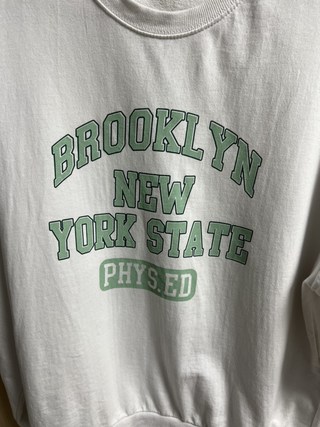 BROOKLYN
NEW
YORK STATE
PHYS. ED